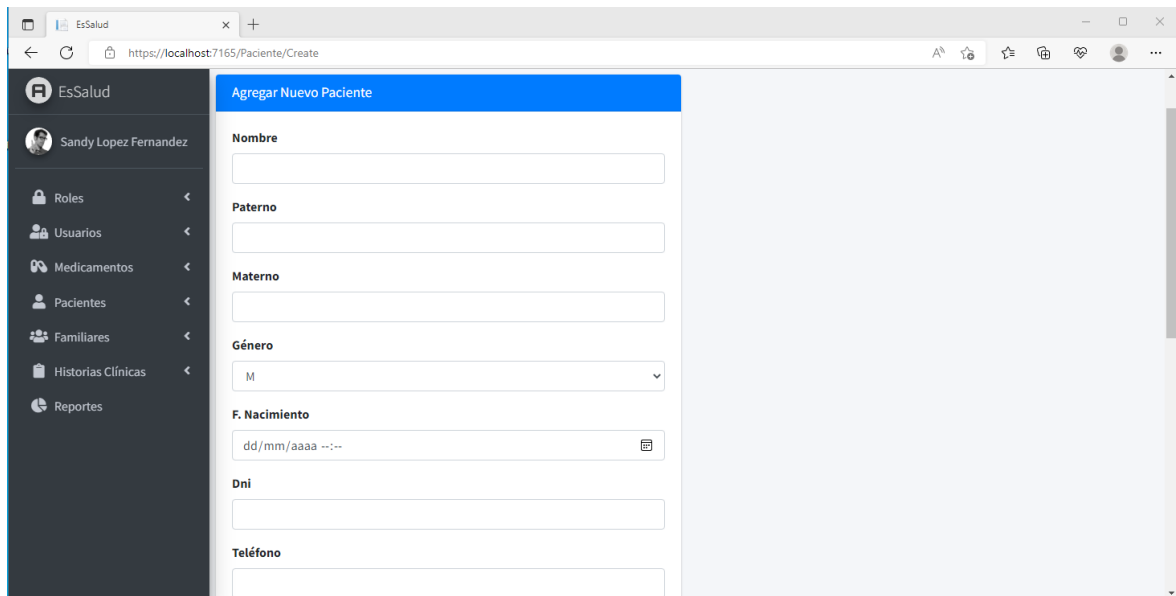 EsSalud
https://localhost:7165/Paciente/Create
EsSalud
Sandy Lopez Fernandez
Roles
Usuarios
Medicamentos
Pacientes
Familiares
Historias Clínicas
Reportes
Agregar Nuevo Paciente
Nombre
Paterno
Materno
Género
M
F. Nacimiento
dd/mm/aaaa --:--
Dni
Teléfono